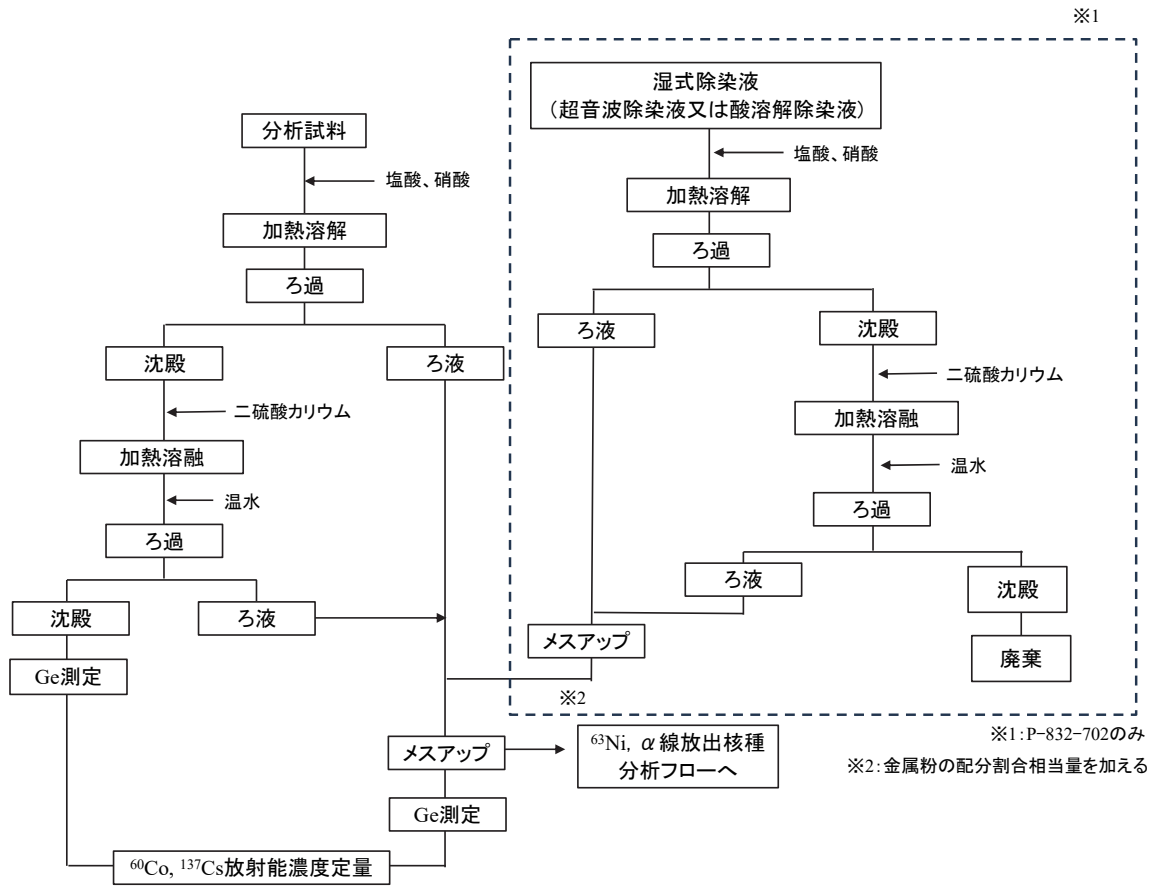 ※1
湿式除染液
（超音波除染液又は酸溶解除染液）
塩酸、硝酸
加熱溶解
ろ過
ろ液
沈殿
二硫酸カリウム
加熱溶融
温水
ろ過
ろ液
沈殿
メスアップ
廃棄
※2
分析試料
塩酸、硝酸
加熱溶解
ろ過
沈殿
ろ液
二硫酸カリウム
加熱溶融
温水
ろ過
沈殿
ろ液
Ge測定
メスアップ
⁶³Ni, α線放出核種
分析フローへ
Ge測定
⁶⁰Co, ¹³⁷Cs放射能濃度定量
※1：P-832-702のみ
※2：金属粉の配分割合相当量を加える